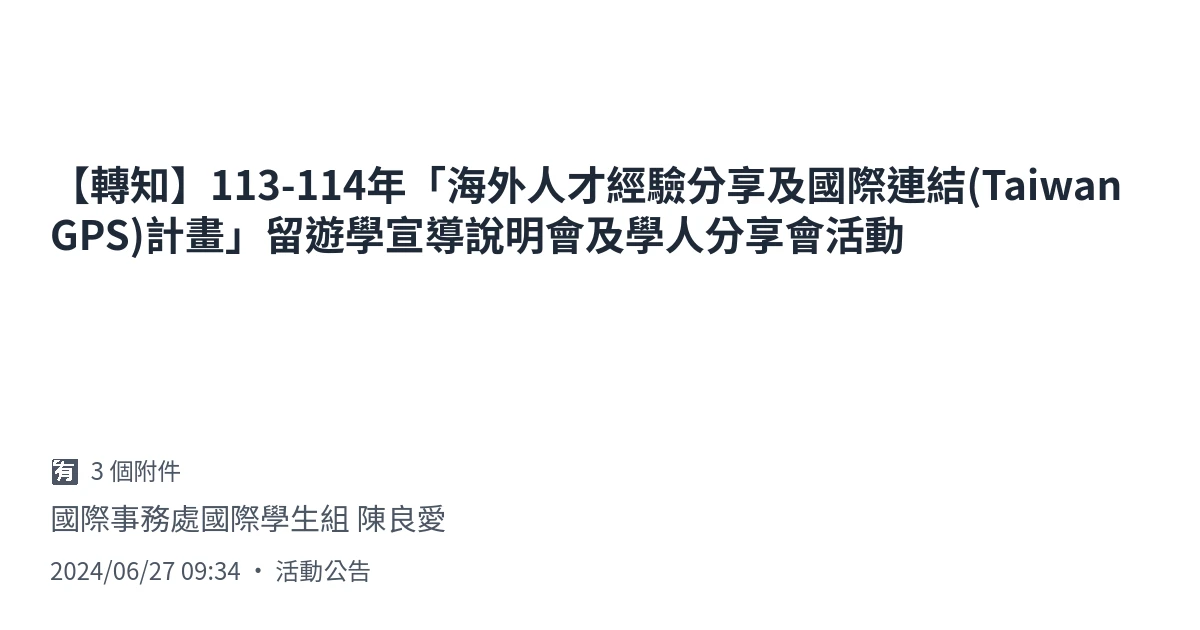 【轉知】113-114年「海外人才經驗分享及國際連結(Taiwan
GPS)計畫」留遊學宣導說明會及學人分享會活動
🈶 3 個附件
國際事務處國際學生組 陳良愛
2024/06/27 09:34 • 活動公告